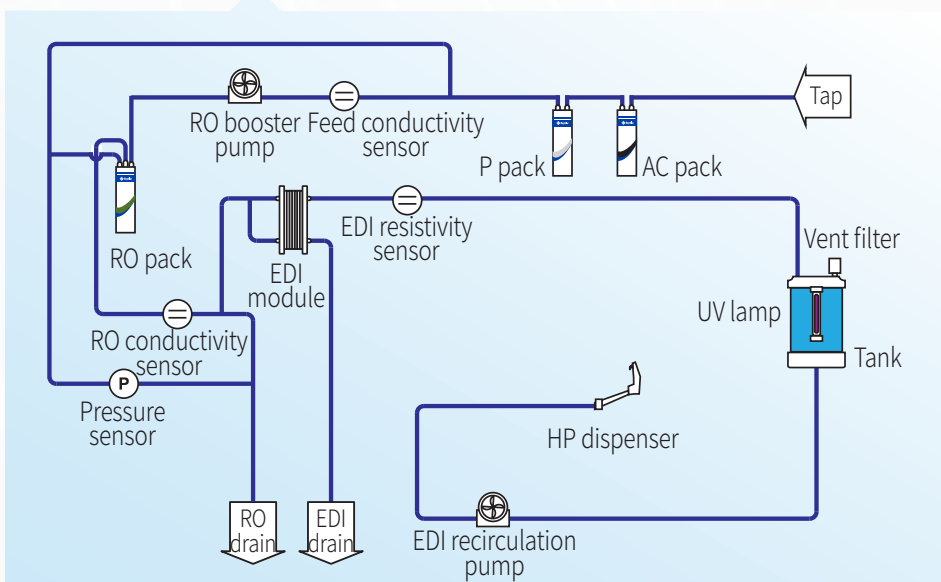 Tap
RO booster
pump
Feed conductivity
sensor
P pack
AC pack
RO pack
EDI
module
EDI resistivity
sensor
Vent filter
UV lamp
Tank
RO conductivity
sensor
P
Pressure
sensor
HP dispenser
RO
drain
EDI
drain
EDI recirculation
pump